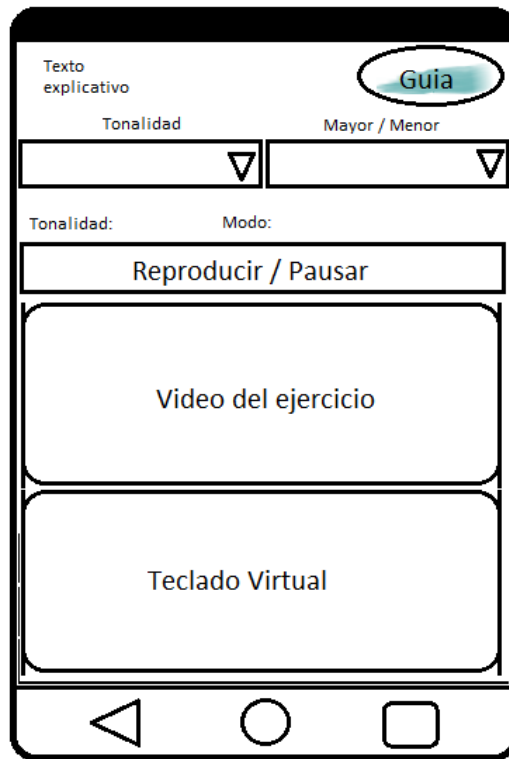 Texto
explicativo
Guia
Tonalidad
Mayor / Menor
Tonalidad:
Modo:
Reproducir / Pausar
Video del ejercicio
Teclado Virtual